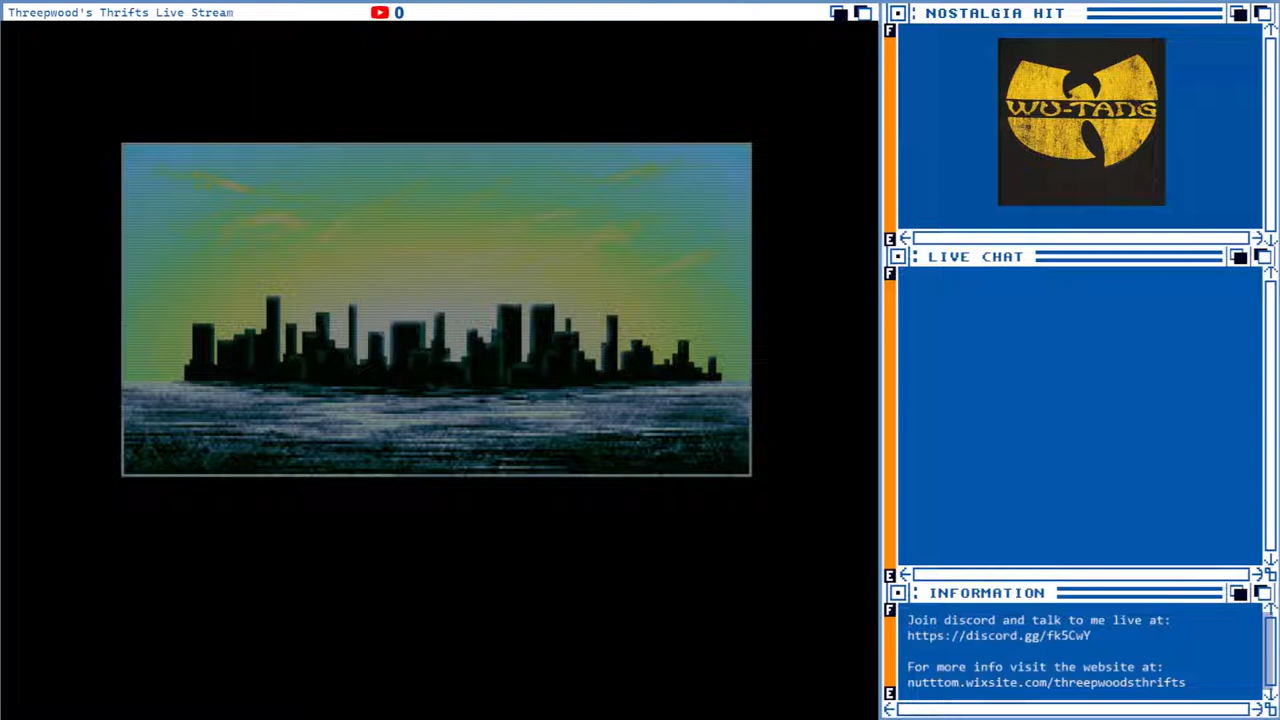 Threepwood's Thrifts Live Stream
0
NOSTALGIA HIT
F
WU-TANG
E
LIVE CHAT
F
E
INFORMATION
F
Join discord and talk to me live at:
https://discord.gg/fk5CwY
For more info visit the website at:
nutttom.wixsite.com/threepwoodsthrifts
E